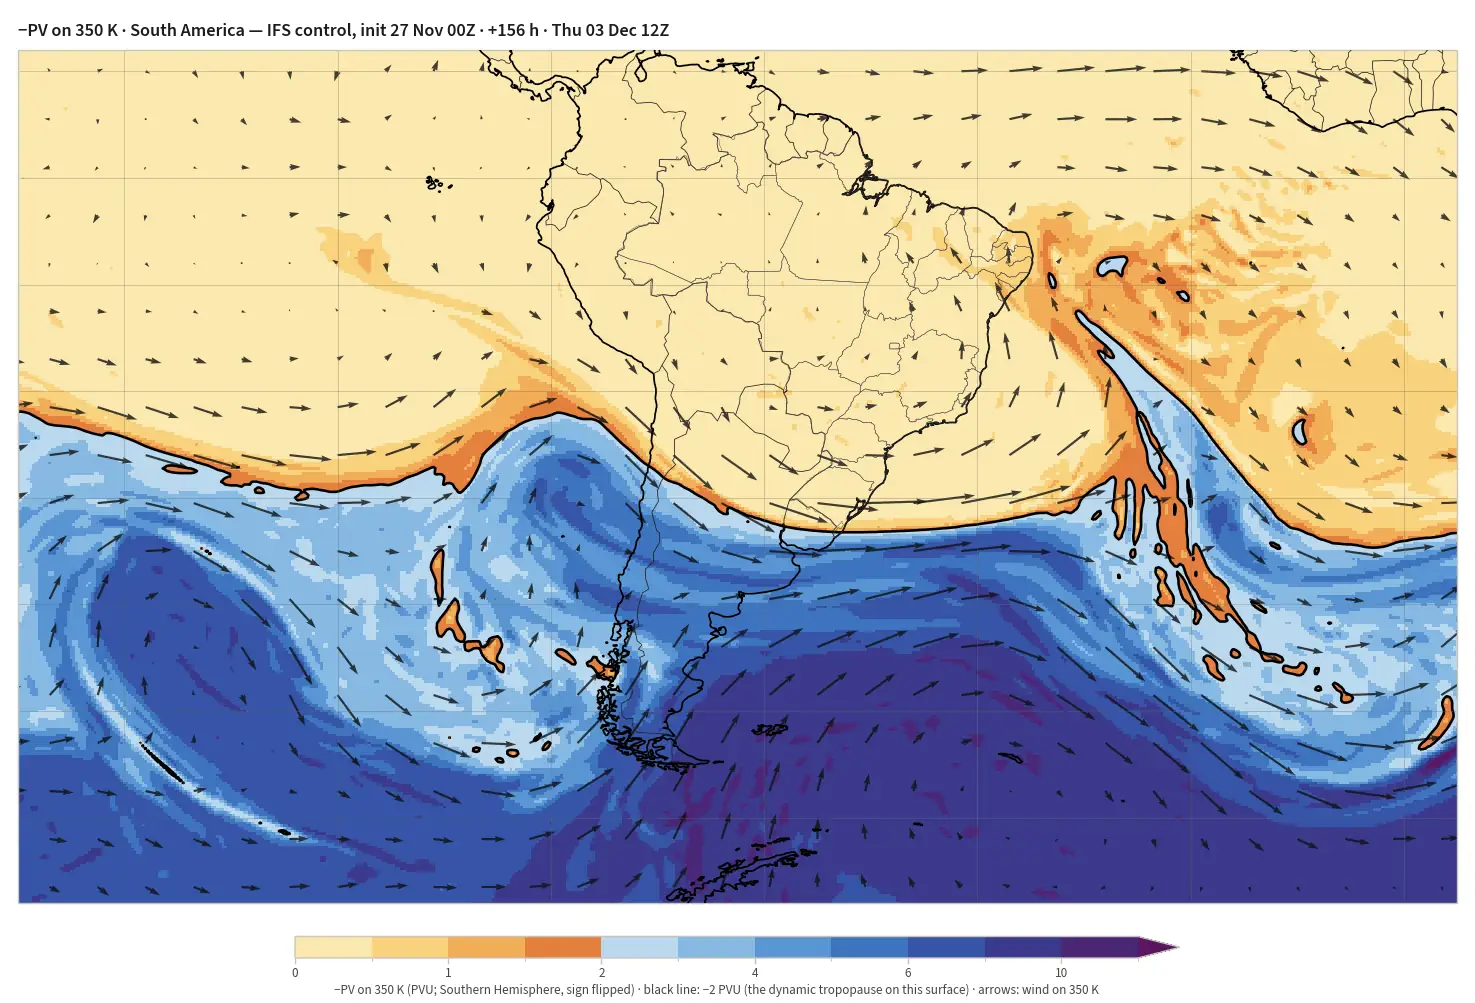 −PV on 350 K · South America — IFS control, init 27 Nov 00Z · +156 h · Thu 03 Dec 12Z
0 1 2 4 6 10
−PV on 350 K (PVU; Southern Hemisphere, sign flipped) · black line: −2 PVU (the dynamic tropopause on this surface) · arrows: wind on 350 K